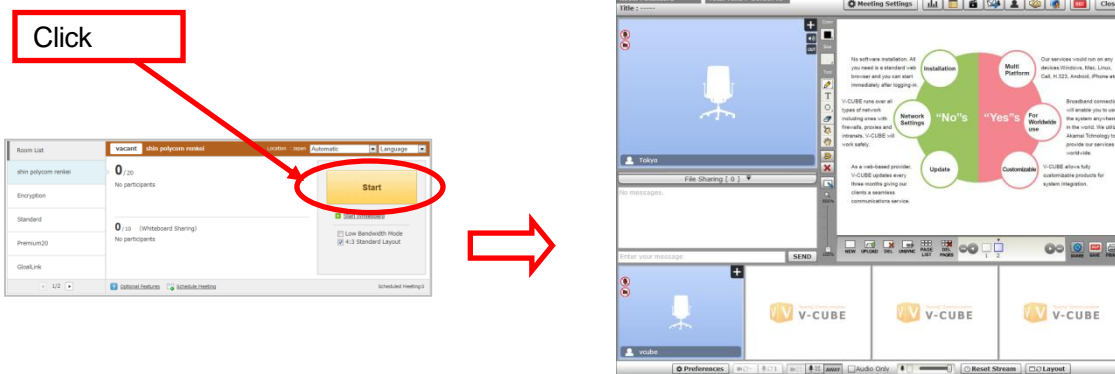 Click
Room List
vacant shin polycom renkei
Location : Japan
Automatic
Language
shin polycom renkei
Encryption
Standard
Premium20
GloalLink
1/2
0/20
No participants
0/10 (Whiteboard Sharing)
No participants
Start
Start Whiteboard
Low Bandwidth Mode
4:3 Standard Layout
Optional Features
Schedule Meeting
Scheduled Meeting:0
Title : -----
Meeting Settings
Tokyo
File Sharing [ 0 ]
No messages.
Enter your message
SEND
No software installation. All
you need is a standard web
browser and you can start
immediately after logging-in.
V-CUBE runs over all
types of network
including ones with
firewalls, proxies and
intranets. V-CUBE will
work safely.
As a web-based provider,
V-CUBE updates every
three months giving our
clients a seamless
communications service.
Installation
Network
Settings
Update
"No"s
"Yes"s
Multi
Platform
For
Worldwide
use
Customizable
Our services would run on any
devices Windows, Mac, Linux,
Cell, H.323, Android, iPhone etc
Broadband connection
will enable you to use
the system anywhere
in the world. We utilize
Akamai Tchnology to
provide our services
worldwide.
V-CUBE allows fully
customizable products for
system integration.
NEW UPLOAD DEL UNSYNC PAGE LIST DEL PAGES
1 2
SHARE SAVE
vcube
V-CUBE
V-CUBE
V-CUBE
Preferences
AWAY
Audio Only
Reset Stream
Layout